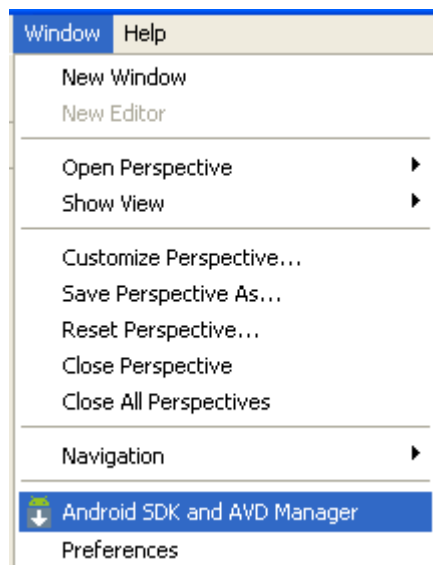 Window Help
New Window
New Editor
Open Perspective
Show View
Customize Perspective...
Save Perspective As...
Reset Perspective...
Close Perspective
Close All Perspectives
Navigation
Android SDK and AVD Manager
Preferences